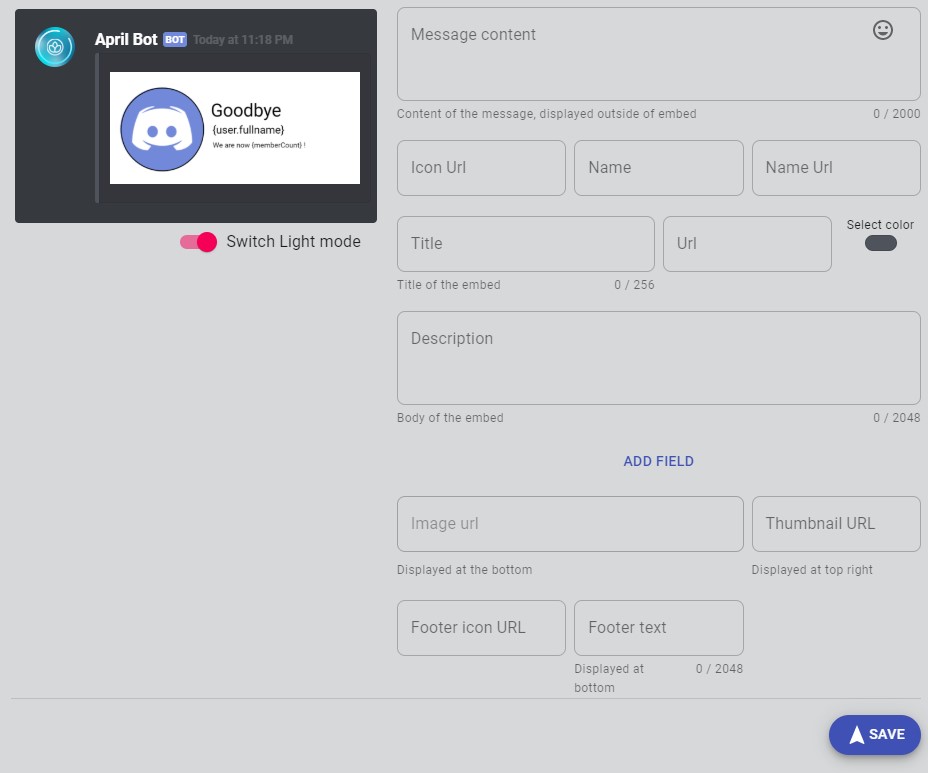 April Bot BOT Today at 11:18 PM
Goodbye
{user.fullname}
We are now {memberCount} !
Switch Light mode
Message content
Content of the message, displayed outside of embed 0 / 2000
Icon Url Name Name Url
Title Url Select color
Title of the embed 0 / 256
Description
Body of the embed 0 / 2048
ADD FIELD
Image url Thumbnail URL
Displayed at the bottom Displayed at top right
Footer icon URL Footer text
Displayed at 0 / 2048
bottom
SAVE